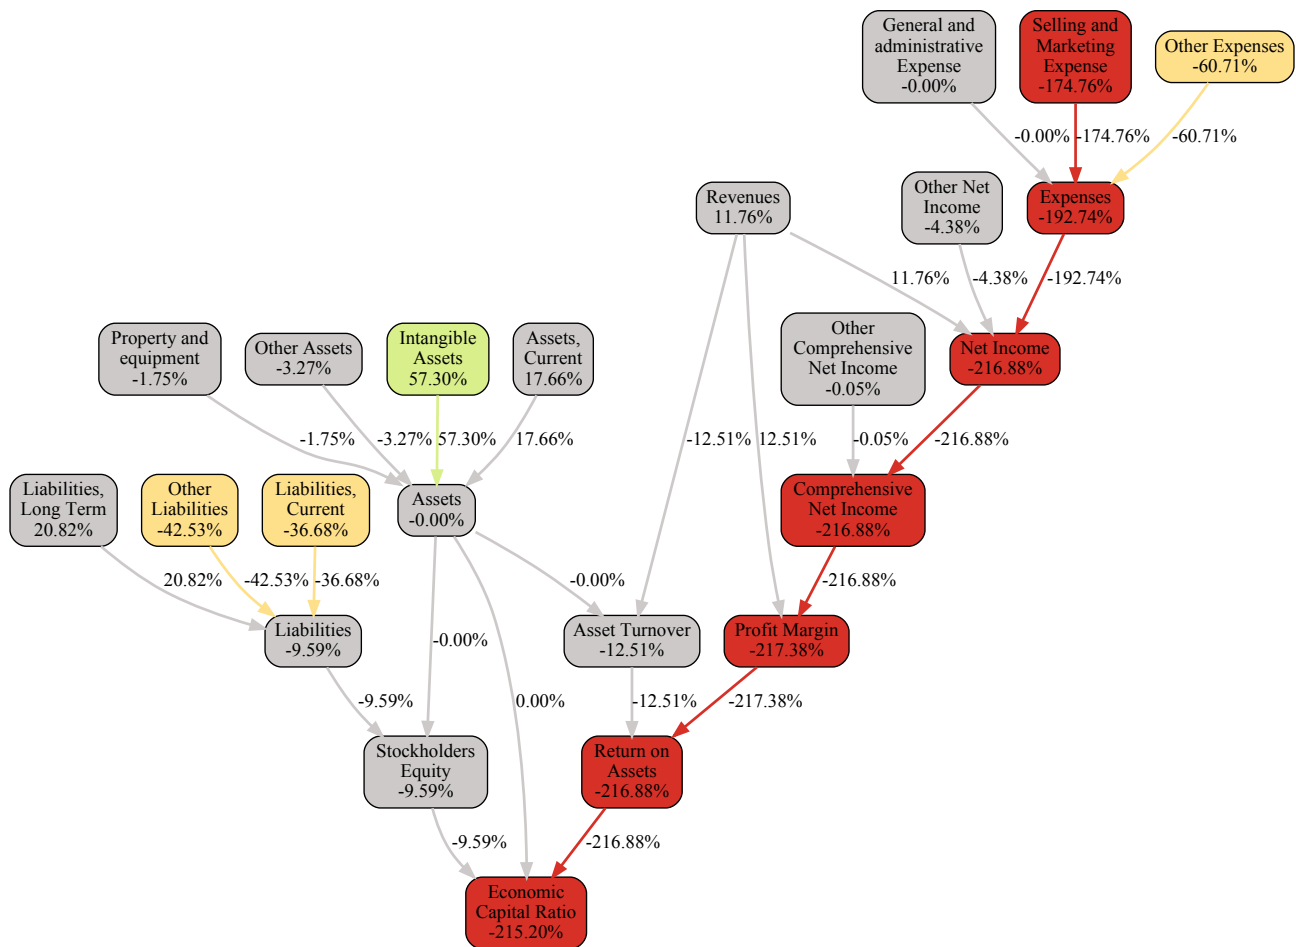 General and
administrative
Expense
-0.00%
Selling and
Marketing
Expense
-174.76%
Other Expenses
-60.71%
-0.00%
-174.76%
-60.71%
Revenues
11.76%
Other Net
Income
-4.38%
Expenses
-192.74%
11.76%
-4.38%
-192.74%
Property and
equipment
-1.75%
Other Assets
-3.27%
Intangible
Assets
57.30%
Assets,
Current
17.66%
Other
Comprehensive
Net Income
-0.05%
Net Income
-216.88%
-1.75%
-3.27%
57.30%
17.66%
-12.51%
12.51%
-0.05%
-216.88%
Liabilities,
Long Term
20.82%
Other
Liabilities
-42.53%
Liabilities,
Current
-36.68%
Assets
-0.00%
Comprehensive
Net Income
-216.88%
20.82%
-42.53%
-36.68%
-0.00%
-0.00%
-216.88%
Liabilities
-9.59%
Asset Turnover
-12.51%
Profit Margin
-217.38%
-9.59%
0.00%
-12.51%
-217.38%
Stockholders
Equity
-9.59%
Return on
Assets
-216.88%
-9.59%
-216.88%
Economic
Capital Ratio
-215.20%